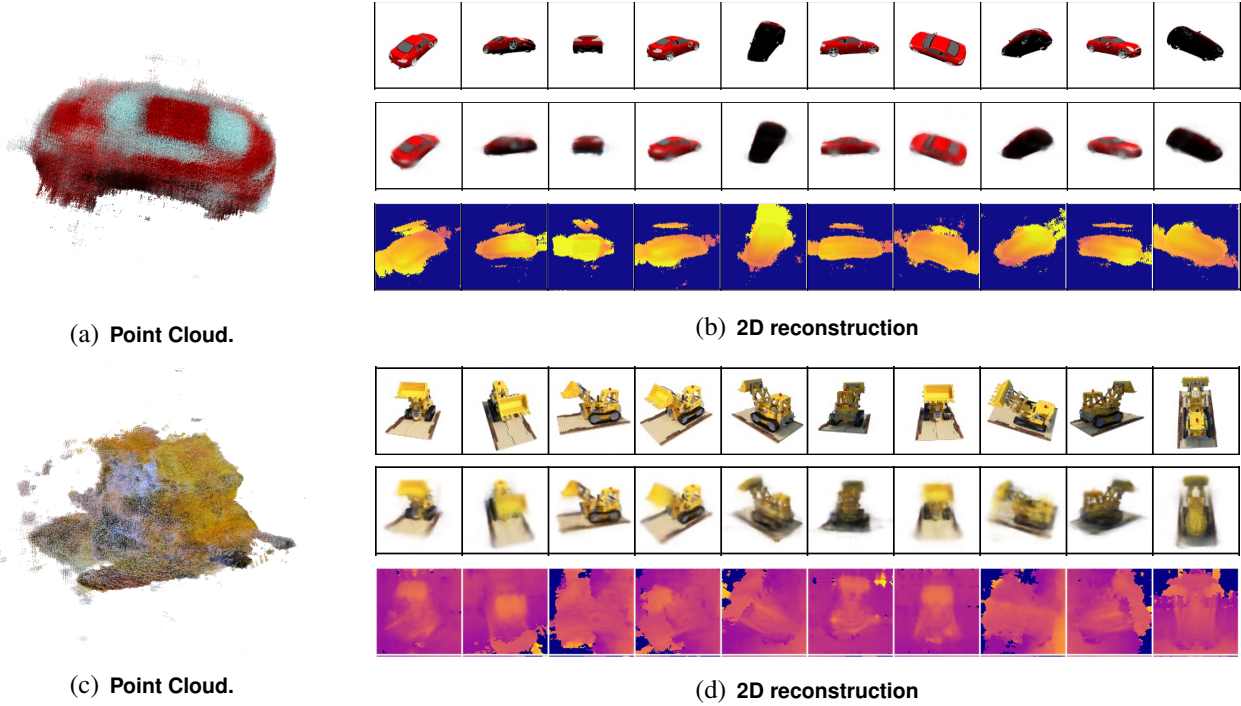 (a) Point Cloud.
(b) 2D reconstruction
(c) Point Cloud.
(d) 2D reconstruction